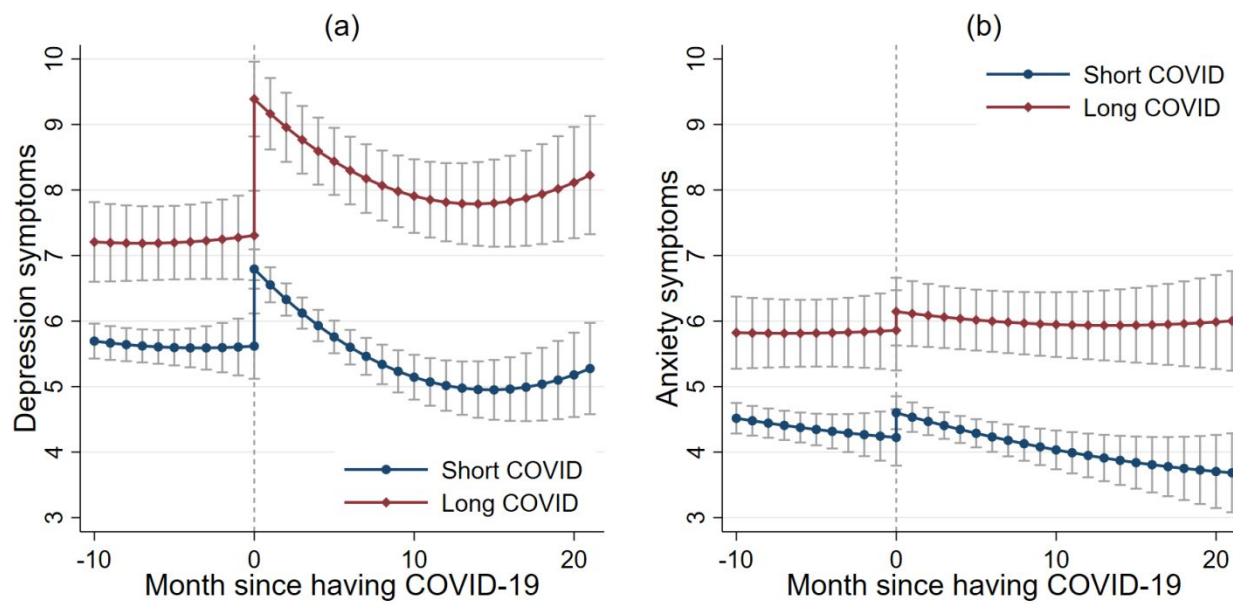 (a)
Depression symptoms
10
9
8
7
6
5
4
3
Short COVID
Long COVID
-10 0 10 20
Month since having COVID-19
(b)
Anxiety symptoms
10
9
8
7
6
5
4
3
Short COVID
Long COVID
-10 0 10 20
Month since having COVID-19